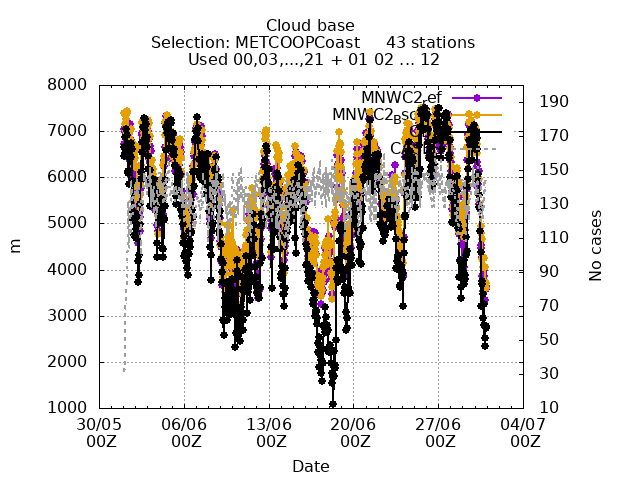 Cloud base
Selection: METCOOPCoast 43 stations
Used 00,03,...,21 + 01 02 ... 12
8000
7000
6000
5000
4000
3000
2000
1000
190
170
150
130
110
90
70
50
30
10
m
No cases
30/05 00Z
06/06 00Z
13/06 00Z
20/06 00Z
27/06 00Z
04/07 00Z
Date